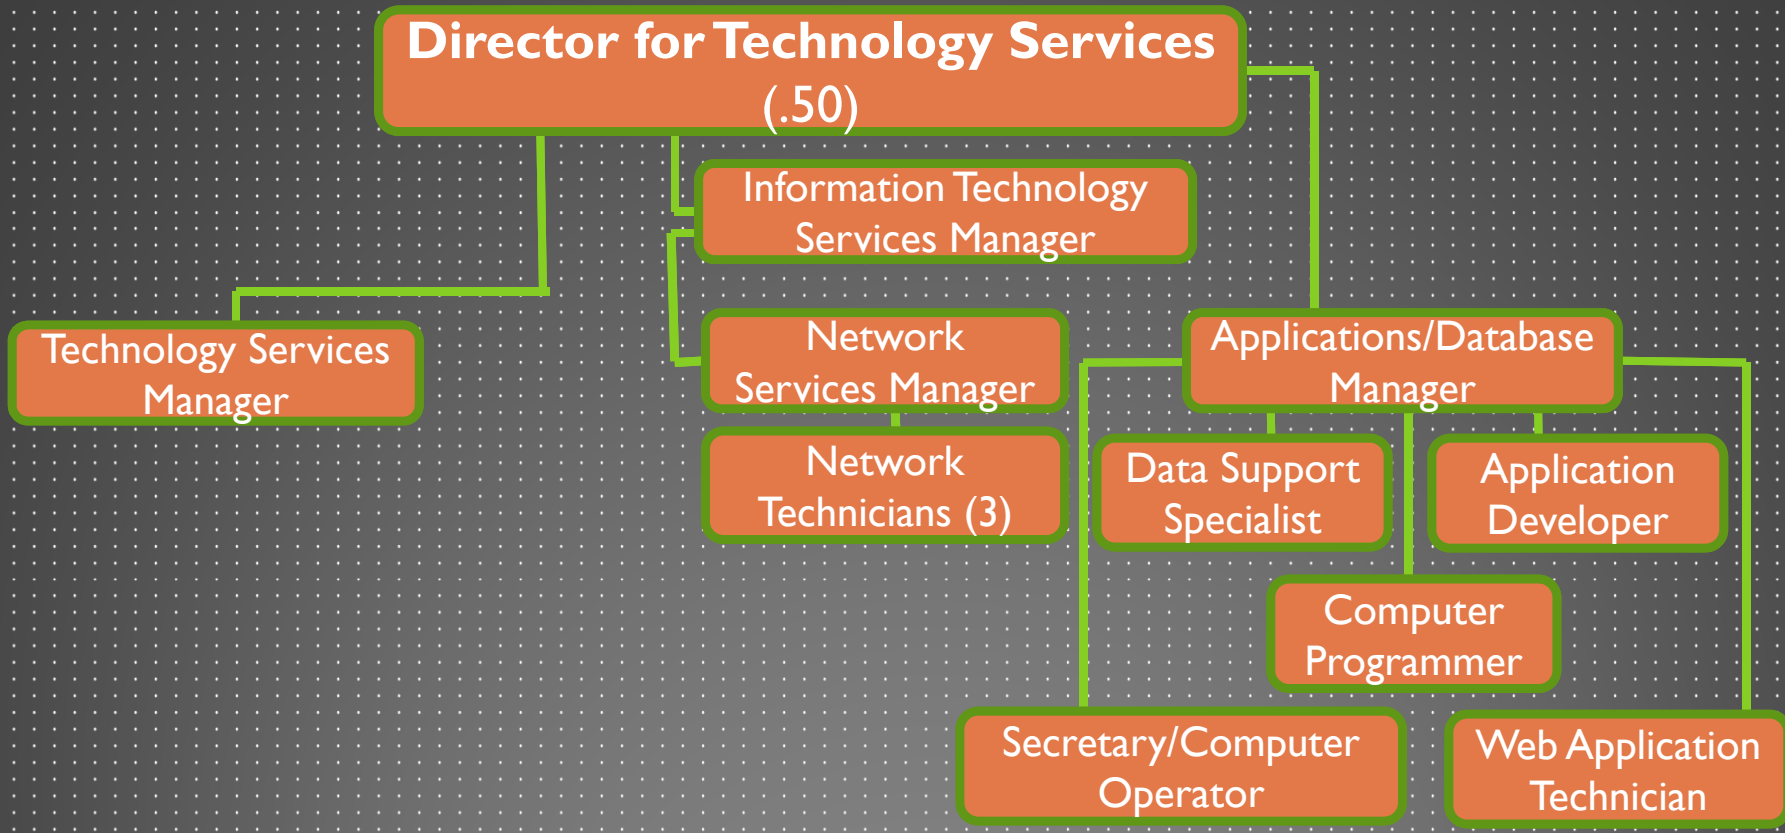 Director for Technology Services
(.50)
Information Technology
Services Manager
Technology Services
Manager
Network
Services Manager
Applications/Database
Manager
Network
Technicians (3)
Data Support
Specialist
Application
Developer
Computer
Programmer
Secretary/Computer
Operator
Web Application
Technician